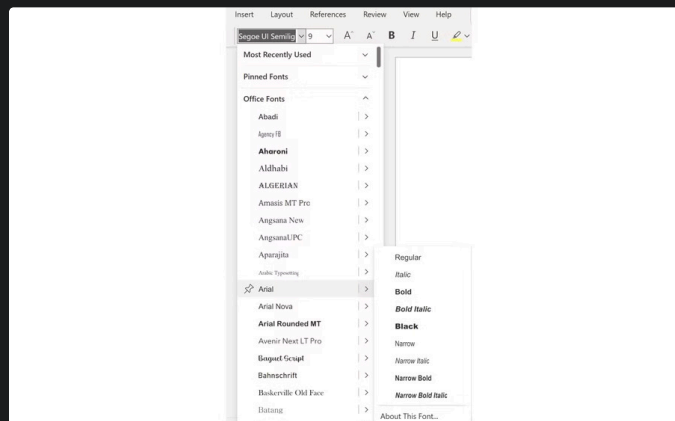 Insert Layout References Review View Help
Segoe UI Semilig 9 A^ A˅ B I U
Most Recently Used
Pinned Fonts
Office Fonts
Abadi
Agency FB
Aharoni
Aldhabi
ALGERIAN
Amasis MT Pro
Angsana New
AngsanaUPC
Aparajita
Arabic Typesetting
Arial
Arial Nova
Arial Rounded MT
Avenir Next LT Pro
Baguet Script
Bahnschrift
Baskerville Old Face
Batang
Regular
Italic
Bold
Bold Italic
Black
Narrow
Narrow Italic
Narrow Bold
Narrow Bold Italic
About This Font...